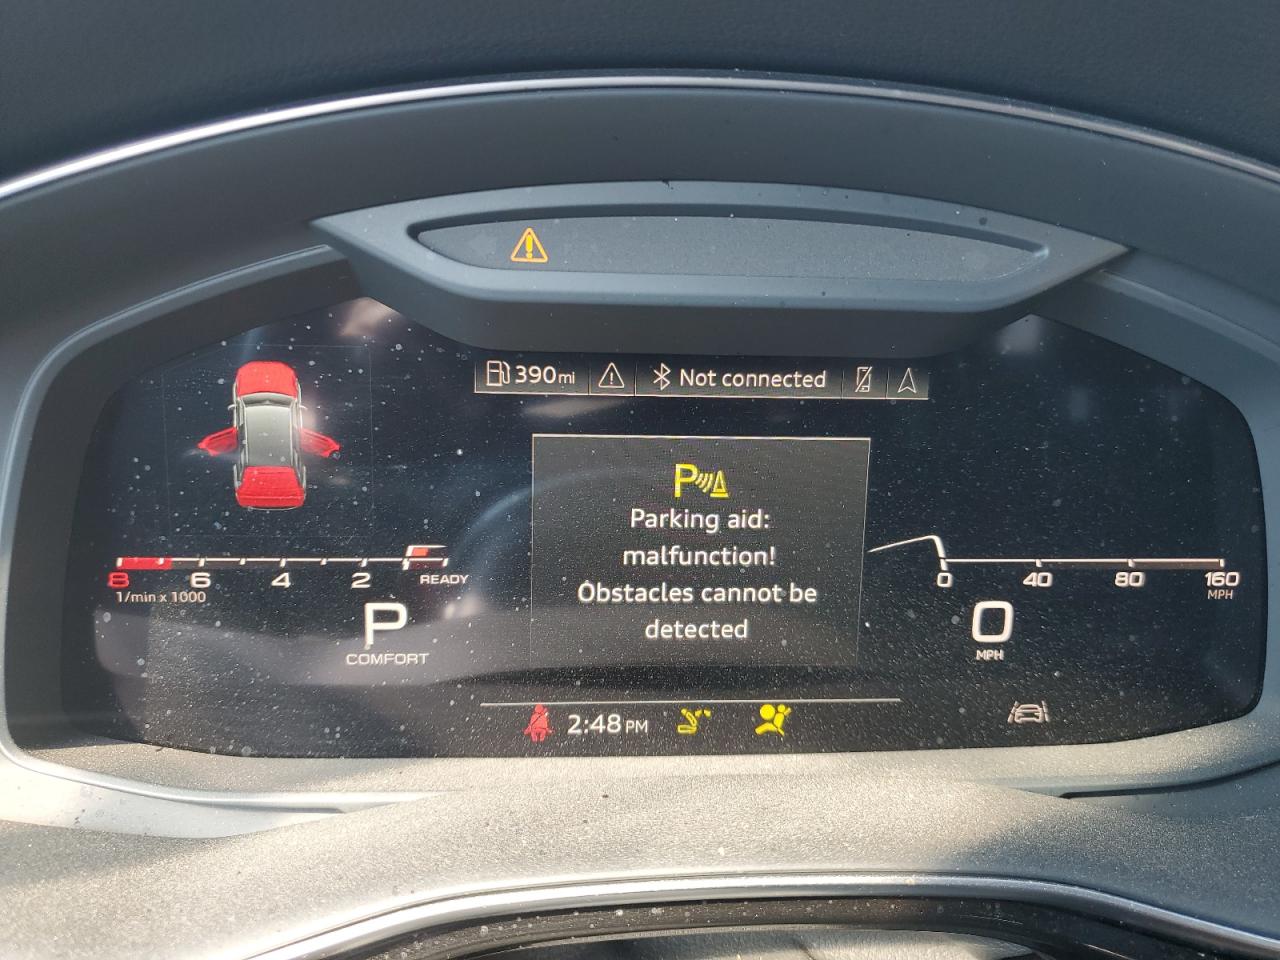 390mi
Not connected
P
Parking aid:
malfunction!
Obstacles cannot be
detected
8 6 4 2 READY
1/min x 1000
P
COMFORT
0 40 80 160
MPH
0
MPH
2:48 PM